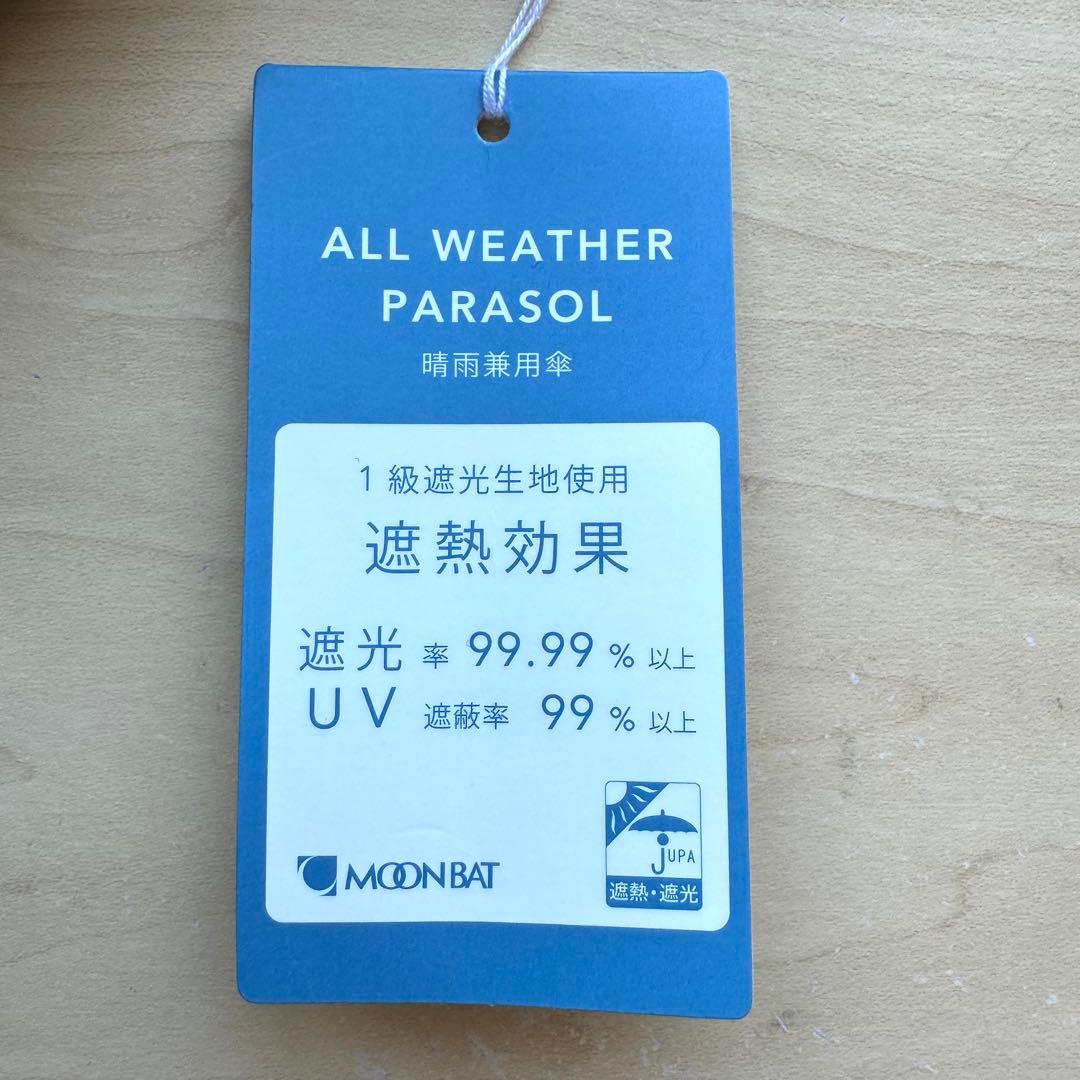 ALL WEATHER
PARASOL
晴雨兼用傘
1級遮光生地使用
遮熱効果
遮光率 99.99%以上
UV遮蔽率 99%以上
MOONBAT
JUPA
遮熱・遮光